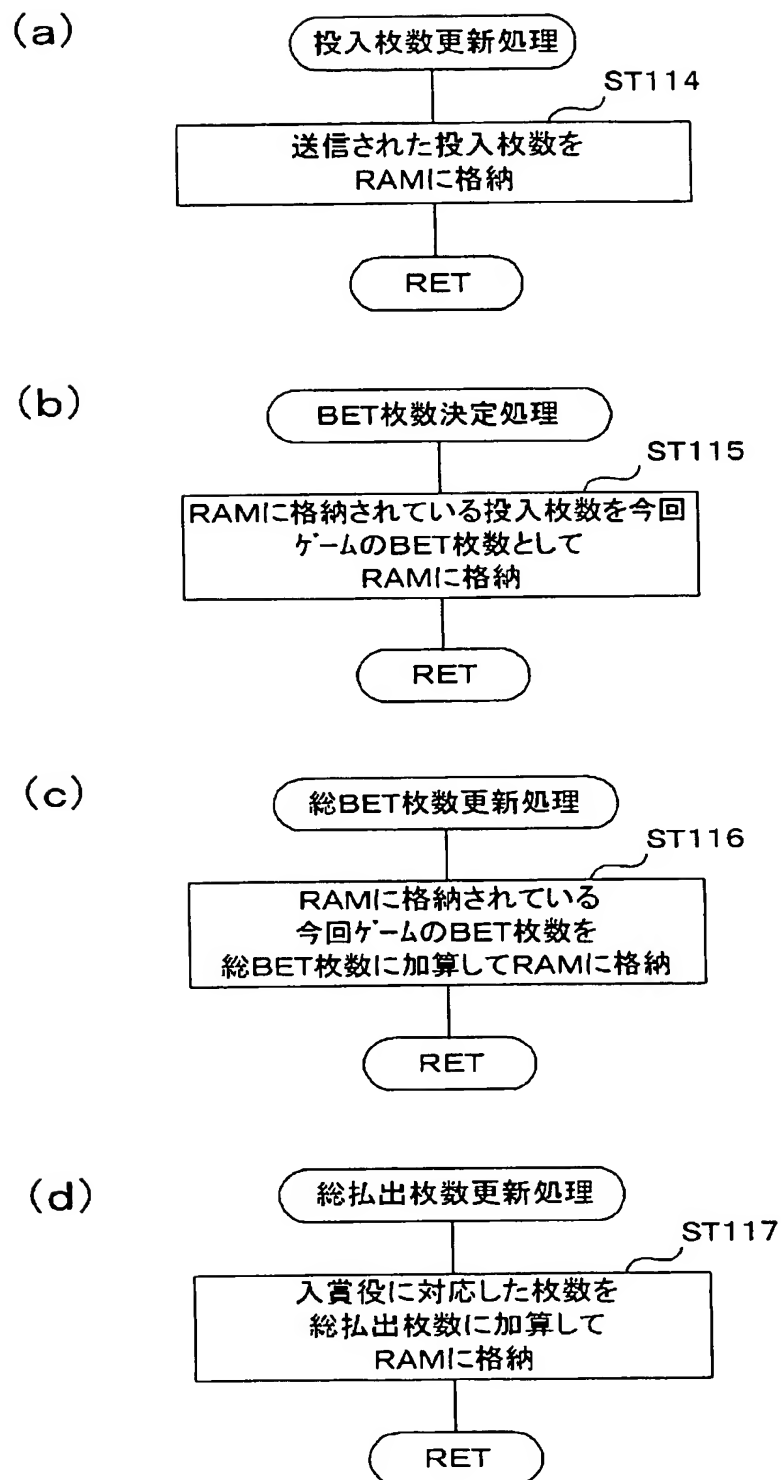 (a)
投入枚数更新処理
ST114
送信された投入枚数を
RAMに格納
RET
(b)
BET枚数決定処理
ST115
RAMに格納されている投入枚数を今回
ゲームのBET枚数として
RAMに格納
RET
(c)
総BET枚数更新処理
ST116
RAMに格納されている
今回ゲームのBET枚数を
総BET枚数に加算してRAMに格納
RET
(d)
総払出枚数更新処理
ST117
入賞役に対応した枚数を
総払出枚数に加算して
RAMに格納
RET